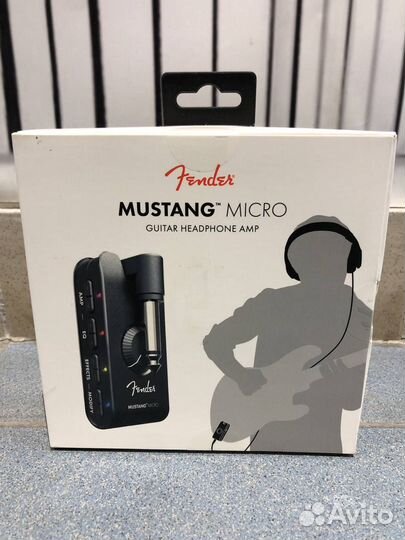 Fender
MUSTANG™ MICRO
GUITAR HEADPHONE AMP
AMP
EQ
EFFECTS
MODIFY
Fender
MUSTANG MICRO
Avito